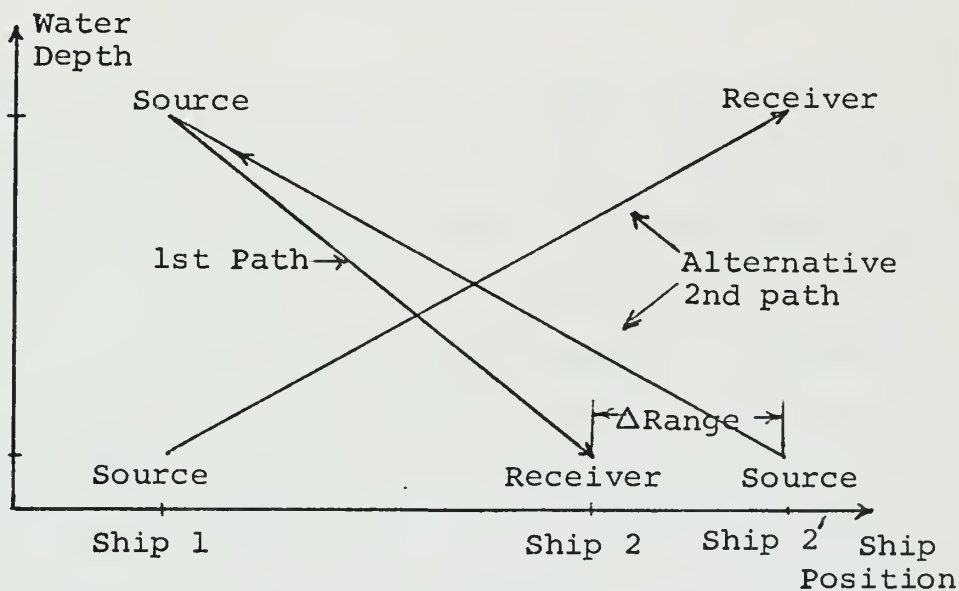 Water
Depth
Source
Receiver
1st Path
Alternative
2nd path
ΔRange
Source
Receiver
Source
Ship 1
Ship 2
Ship 2'
Ship
Position